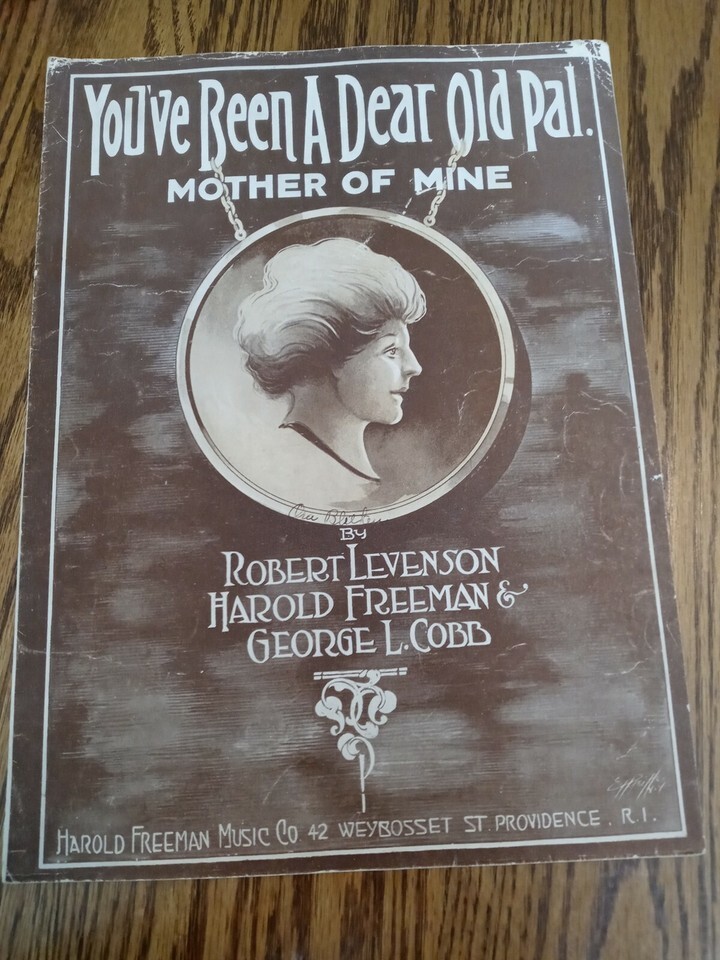 You've Been A Dear Old Pal.
MOTHER OF MINE
BY
ROBERT LEVENSON
HAROLD FREEMAN &
GEORGE L. COBB
HAROLD FREEMAN MUSIC CO. 42 WEYBOSSET ST. PROVIDENCE. R.I.